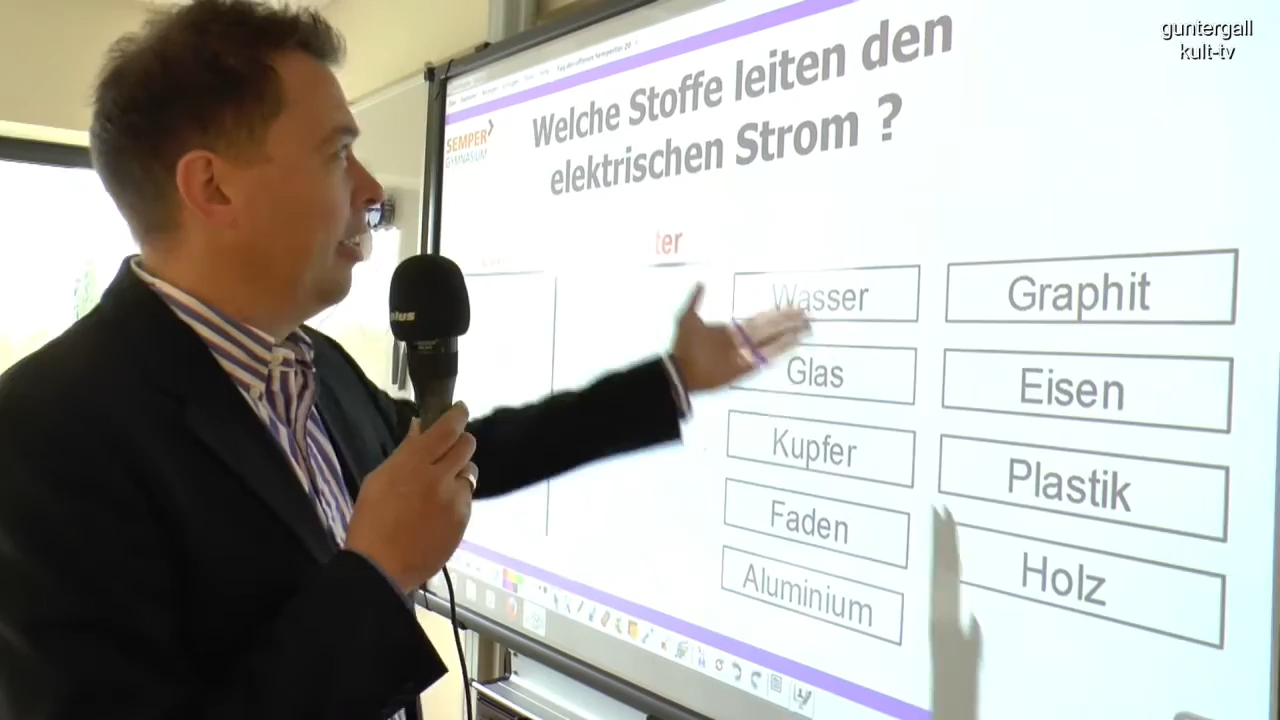 guntergall
kult-tv
Welche Stoffe leiten den
elektrischen Strom ?
SEMPER
GYMNASIUM
ter
Wasser
Graphit
Glas
Eisen
Kupfer
Plastik
Faden
Holz
Aluminium